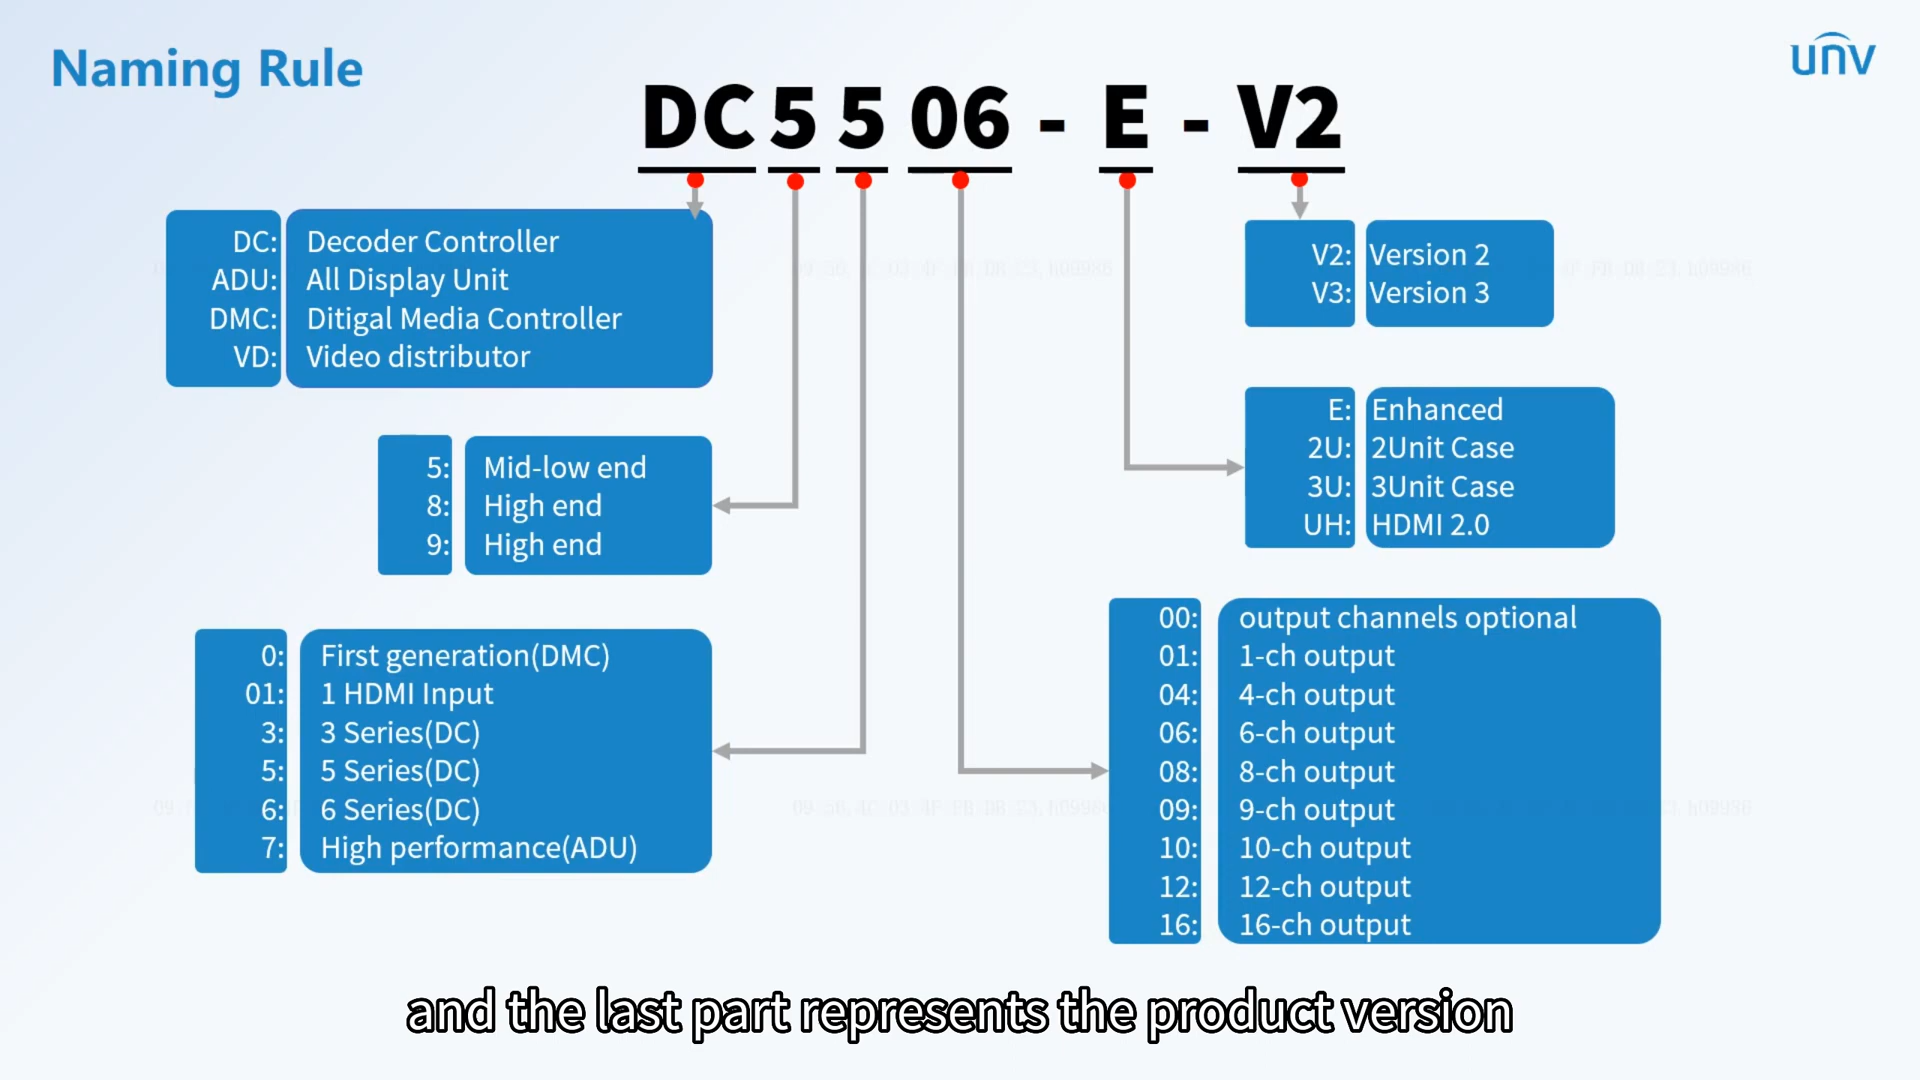 Naming Rule
unv
DC5506-E-V2
DC: Decoder Controller
ADU: All Display Unit
DMC: Ditigal Media Controller
VD: Video distributor
5: Mid-low end
8: High end
9: High end
0: First generation(DMC)
01: 1 HDMI Input
3: 3 Series(DC)
5: 5 Series(DC)
6: 6 Series(DC)
7: High performance(ADU)
V2: Version 2
V3: Version 3
E: Enhanced
2U: 2Unit Case
3U: 3Unit Case
UH: HDMI 2.0
00: output channels optional
01: 1-ch output
04: 4-ch output
06: 6-ch output
08: 8-ch output
09: 9-ch output
10: 10-ch output
12: 12-ch output
16: 16-ch output
and the last part represents the product version